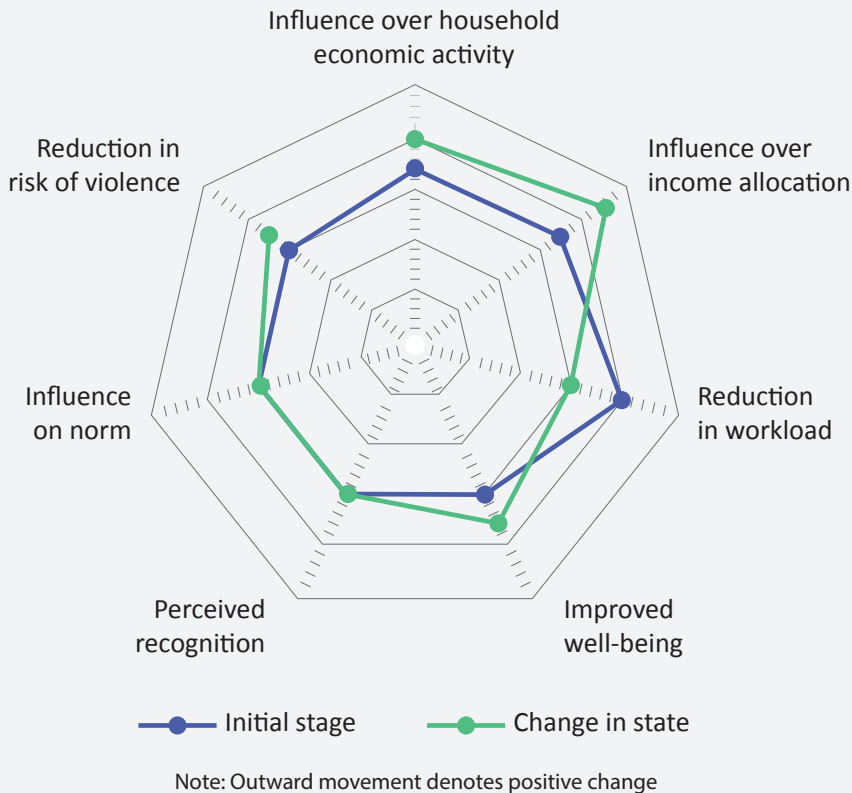 Influence over household
economic activity
Reduction in
risk of violence
Influence over
income allocation
Influence
on norm
Reduction
in workload
Perceived
recognition
Improved
well-being
Initial stage
Change in state
Note: Outward movement denotes positive change